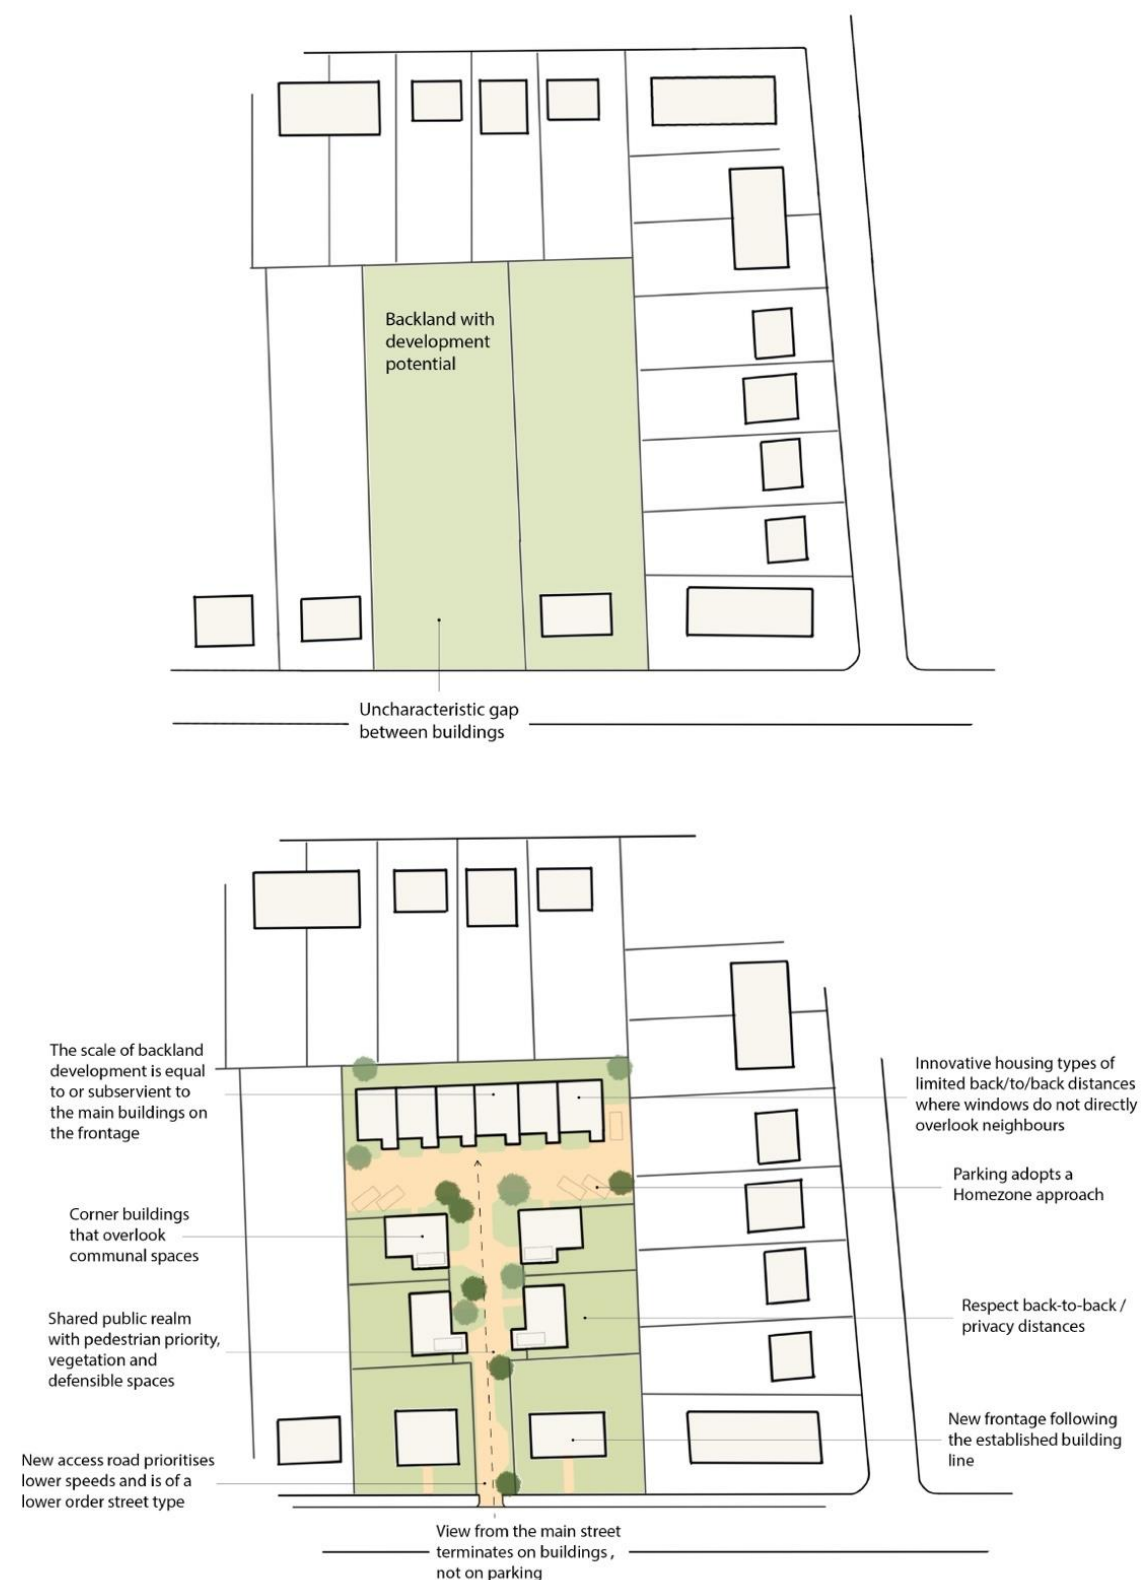 Backland with
development
potential
Uncharacteristic gap
between buildings
The scale of backland
development is equal
to or subservient to
the main buildings on
the frontage
Innovative housing types of
limited back/to/back distances
where windows do not directly
overlook neighbours
Parking adopts a
Homezone approach
Corner buildings
that overlook
communal spaces
Shared public realm
with pedestrian priority,
vegetation and
defensible spaces
Respect back-to-back /
privacy distances
New frontage following
the established building
line
New access road prioritises
lower speeds and is of a
lower order street type
View from the main street
terminates on buildings ,
not on parking